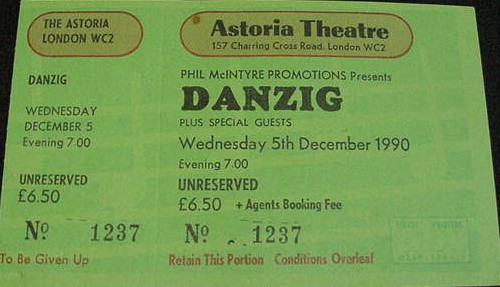 THE ASTORIA
LONDON WC2
DANZIG
WEDNESDAY
DECEMBER 5
Evening 7.00
UNRESERVED
£6.50
Nº 1237
To Be Given Up
Astoria Theatre
157 Charring Cross Road, London WC2
PHIL McINTYRE PROMOTIONS Presents
DANZIG
PLUS SPECIAL GUESTS
Wednesday 5th December 1990
Evening 7.00
UNRESERVED
£6.50 + Agents Booking Fee
Nº 1237
Retain This Portion Conditions Overleaf